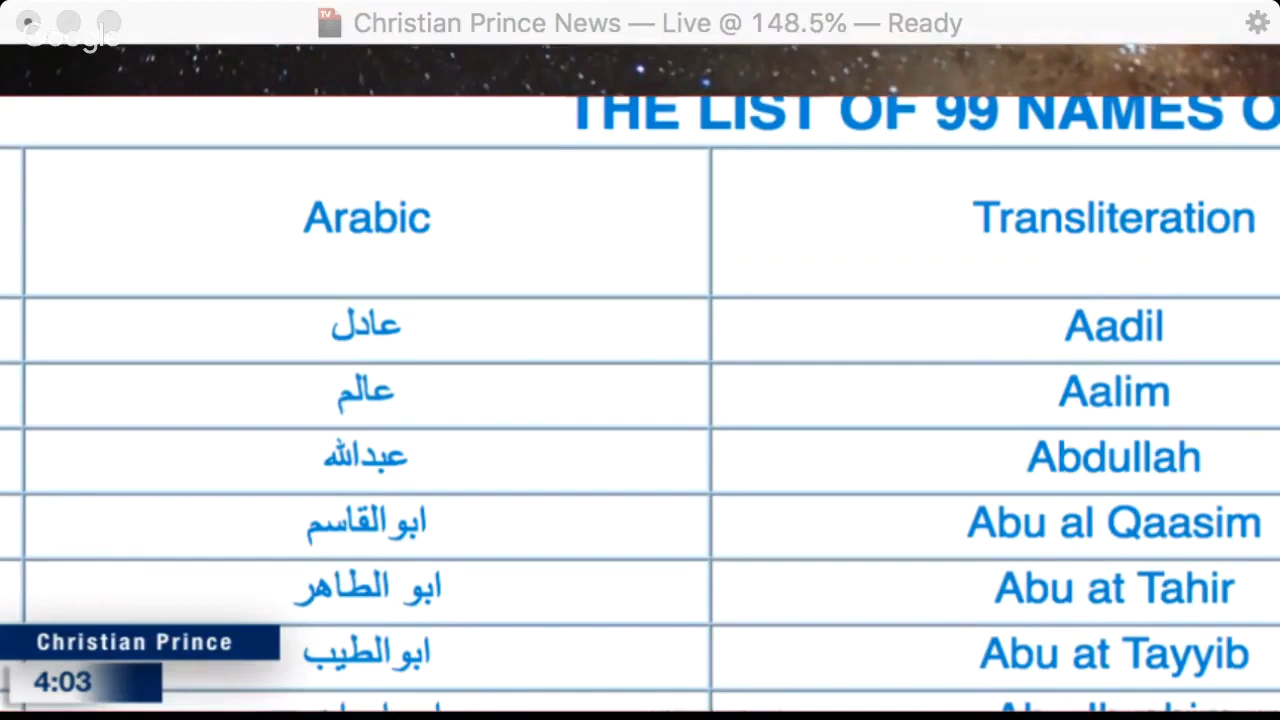 Google
Christian Prince News — Live @ 148.5% — Ready
THE LIST OF 99 NAMES O
Arabic Transliteration
عادل Aadil
عالم Aalim
عبدالله Abdullah
ابوالقاسم Abu al Qaasim
ابو الطاهر Abu at Tahir
ابوالطيب Abu at Tayyib
Christian Prince
4:03